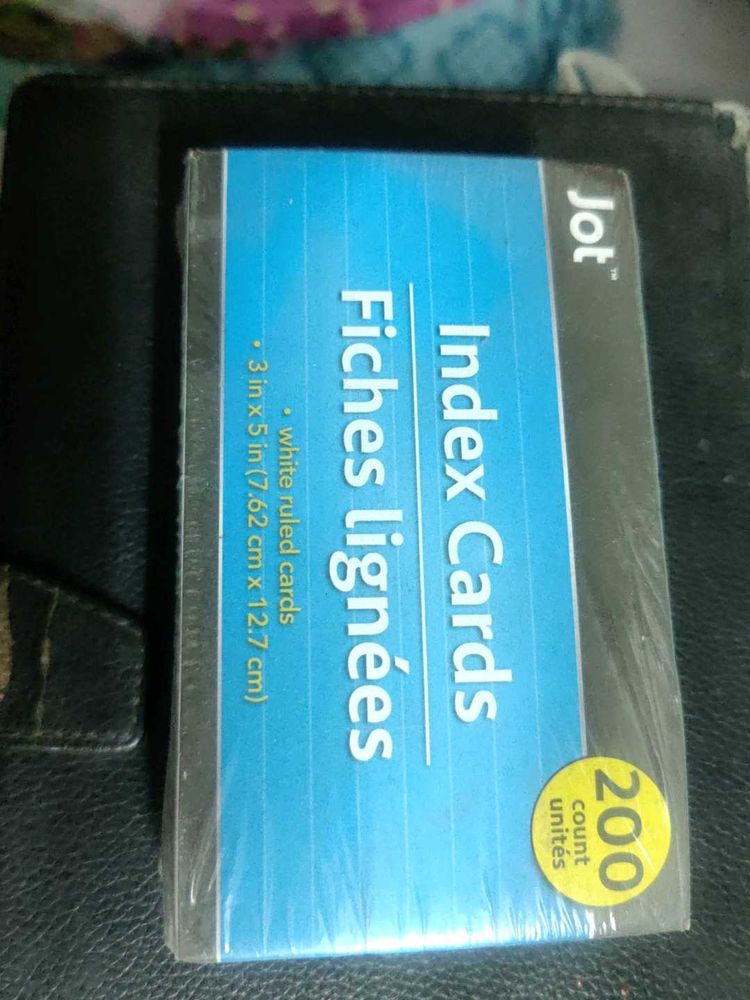 Jot™
Index Cards
Fiches lignées
• white ruled cards
• 3 in x 5 in (7.62 cm x 12.7 cm)
200
count
unités